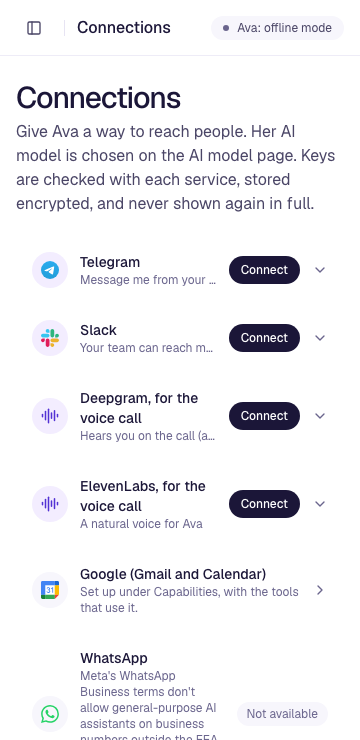 Connections
Ava: offline mode
Connections
Give Ava a way to reach people. Her AI
model is chosen on the AI model page. Keys
are checked with each service, stored
encrypted, and never shown again in full.
Telegram
Message me from your ...
Connect
Slack
Your team can reach m...
Connect
Deepgram, for the
voice call
Hears you on the call (a...
Connect
ElevenLabs, for the
voice call
A natural voice for Ava
Connect
31
Google (Gmail and Calendar)
Set up under Capabilities, with the tools
that use it.
WhatsApp
Meta's WhatsApp
Business terms don't
allow general-purpose AI
assistants on business
numbers outside the EEA
Not available